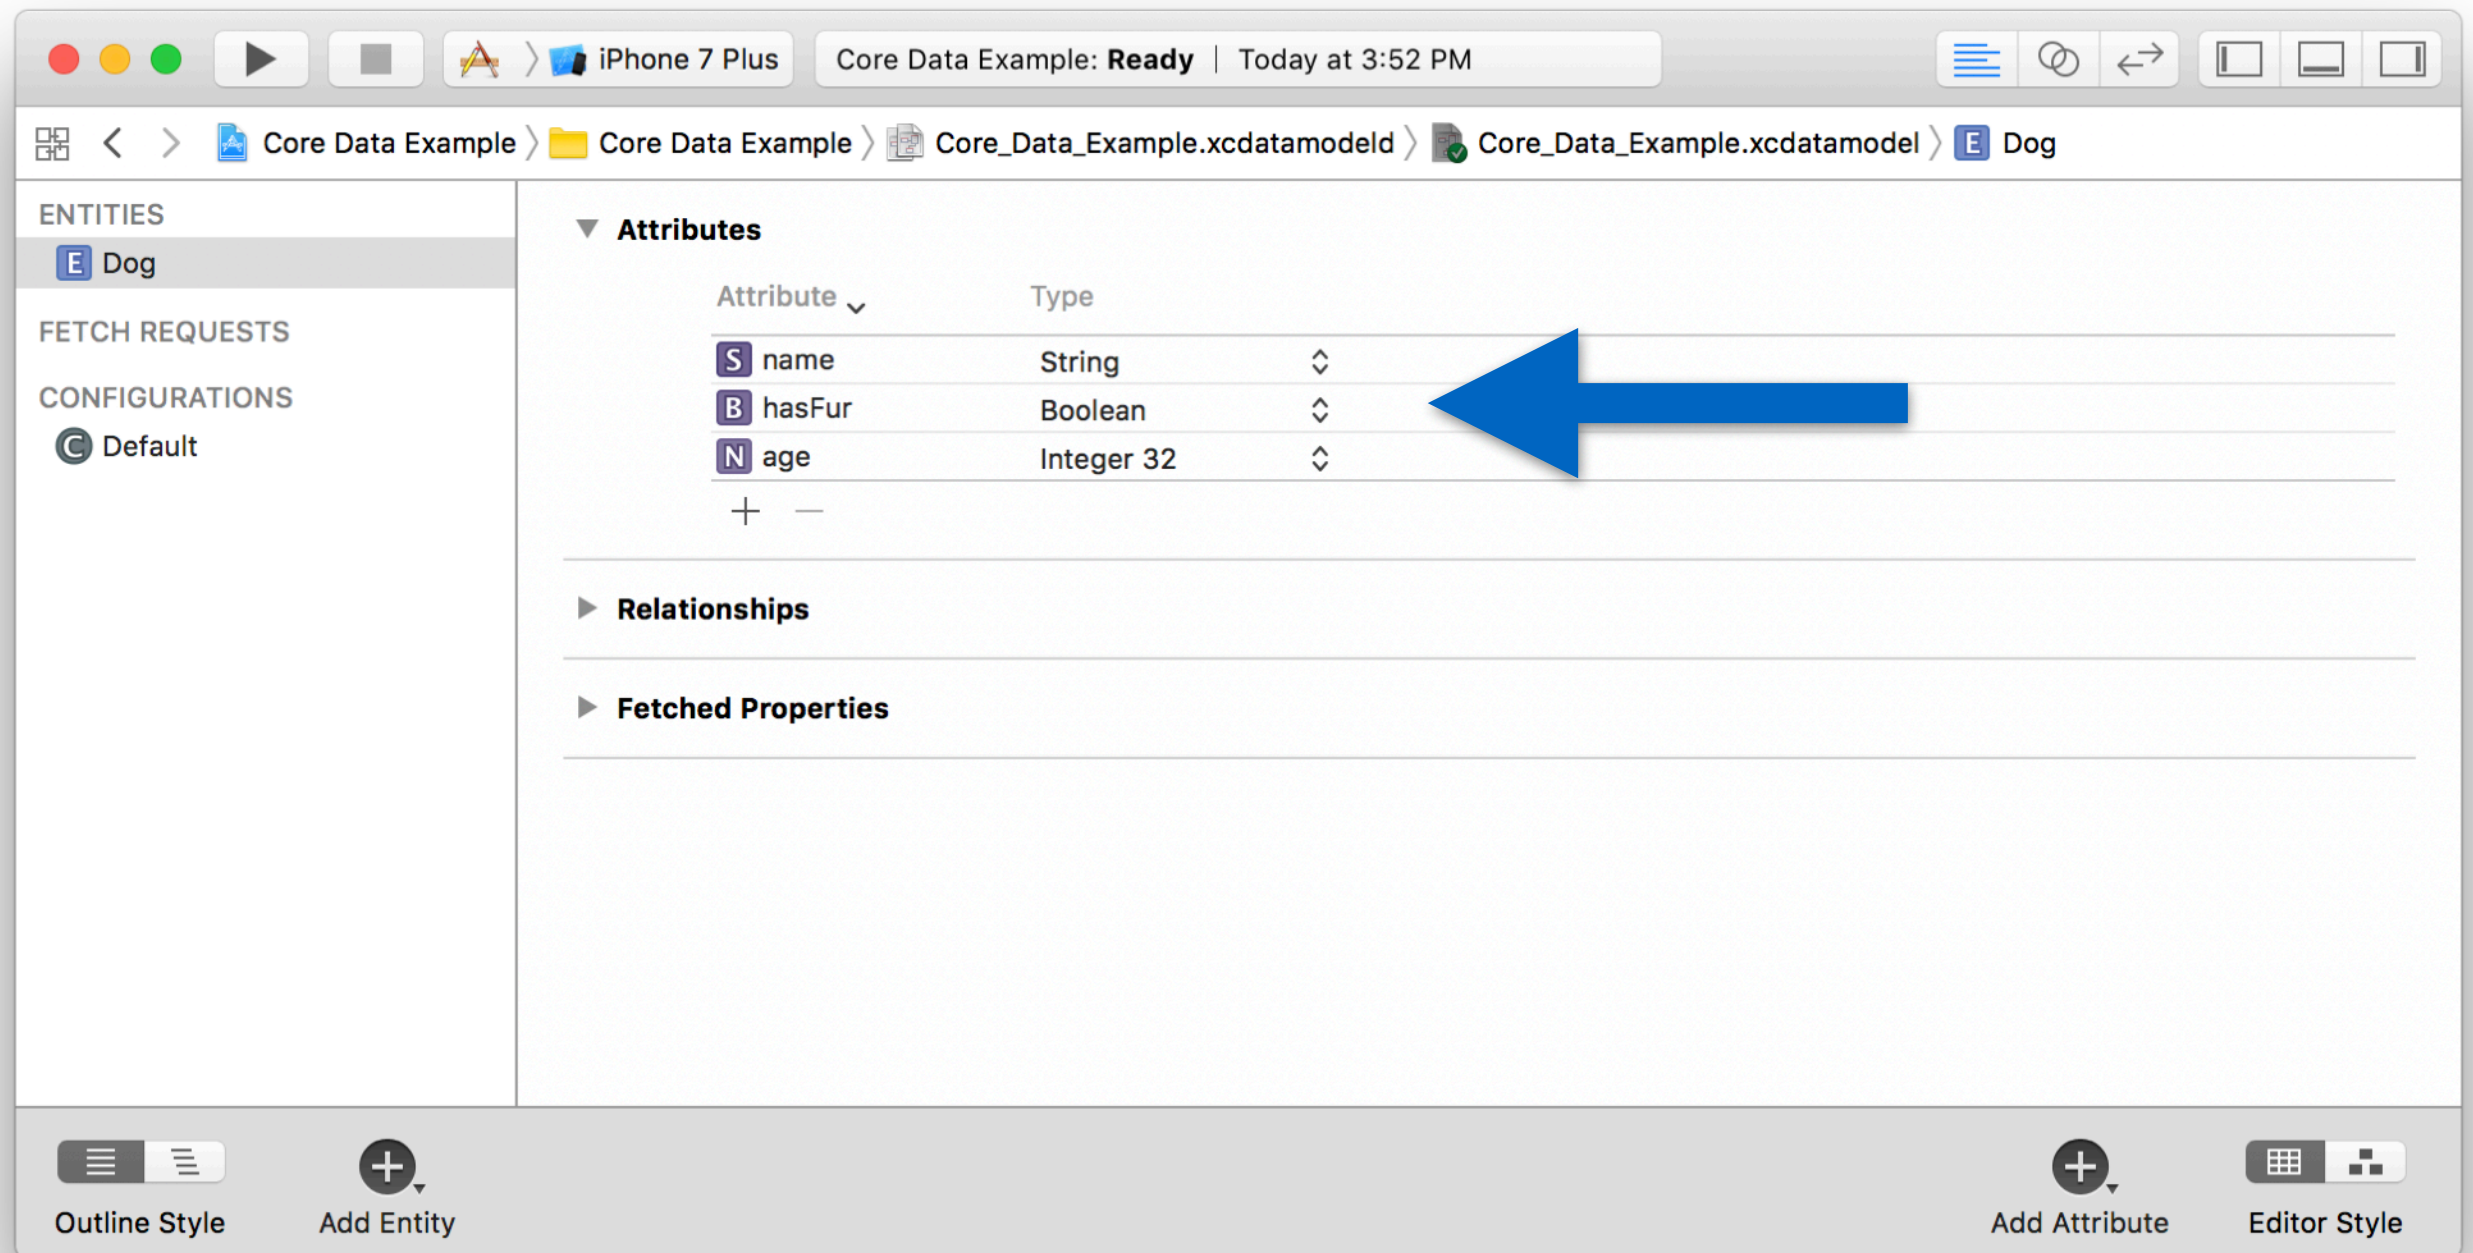 iPhone 7 Plus
Core Data Example: Ready | Today at 3:52 PM
Core Data Example
Core Data Example
Core_Data_Example.xcdatamodeld
Core_Data_Example.xcdatamodel
E Dog
ENTITIES
E Dog
FETCH REQUESTS
CONFIGURATIONS
C Default
Attributes
Attribute Type
S name String
B hasFur Boolean
N age Integer 32
Relationships
Fetched Properties
Outline Style
Add Entity
Add Attribute
Editor Style